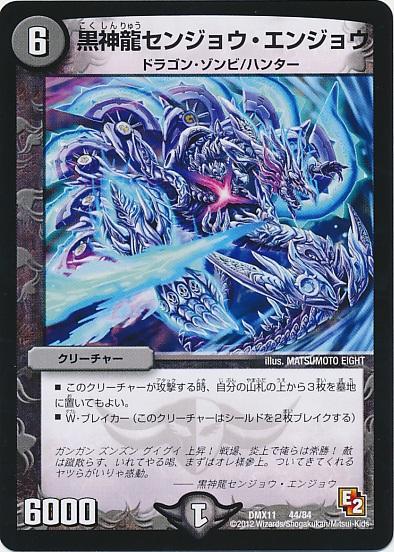 6
こくしんりゅう
黒神龍センジョウ・エンジョウ
ドラゴン・ゾンビ/ハンター
illus. MATSUMOTO EIGHT
クリーチャー
■ このクリーチャーが攻撃する時、自分の山札の上から3枚を墓地
に置いてもよい。
■ W・ブレイカー (このクリーチャーはシールドを2枚ブレイクする)
ガンガン ズンズン グイグイ 上昇! 戦場、炎上で俺らは常勝! 敵
は蹴散らす、いれてやる喝、まずはオレ様参上。ついてきてくれる
ヤツらがいりゃ感動。
―― 黒神龍センジョウ・エンジョウ
6000
1
DMX11 44/84
©2012 Wizards/Shogakukan/Mitsui-Kids
E2